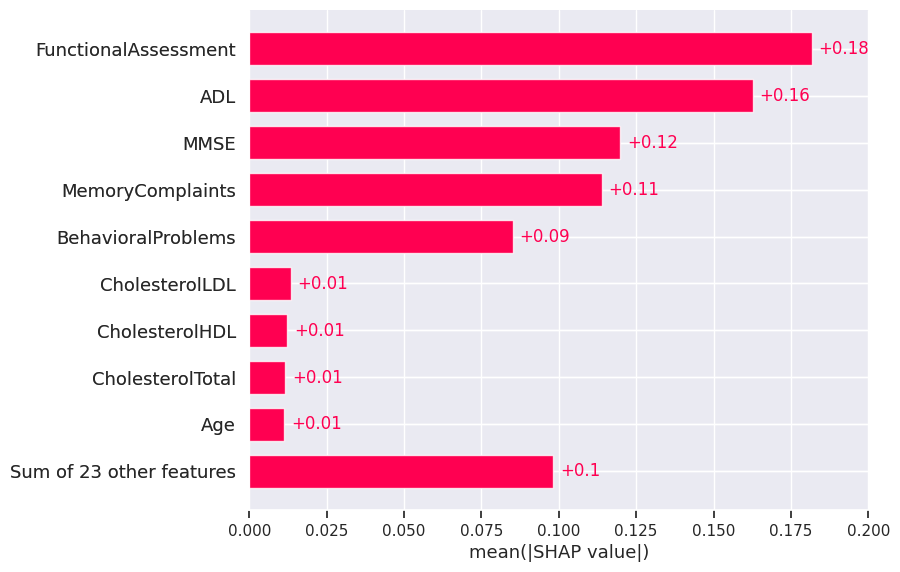 FunctionalAssessment +0.18
ADL +0.16
MMSE +0.12
MemoryComplaints +0.11
BehavioralProblems +0.09
CholesterolLDL +0.01
CholesterolHDL +0.01
CholesterolTotal +0.01
Age +0.01
Sum of 23 other features +0.1
0.000 0.025 0.050 0.075 0.100 0.125 0.150 0.175 0.200
mean(|SHAP value|)